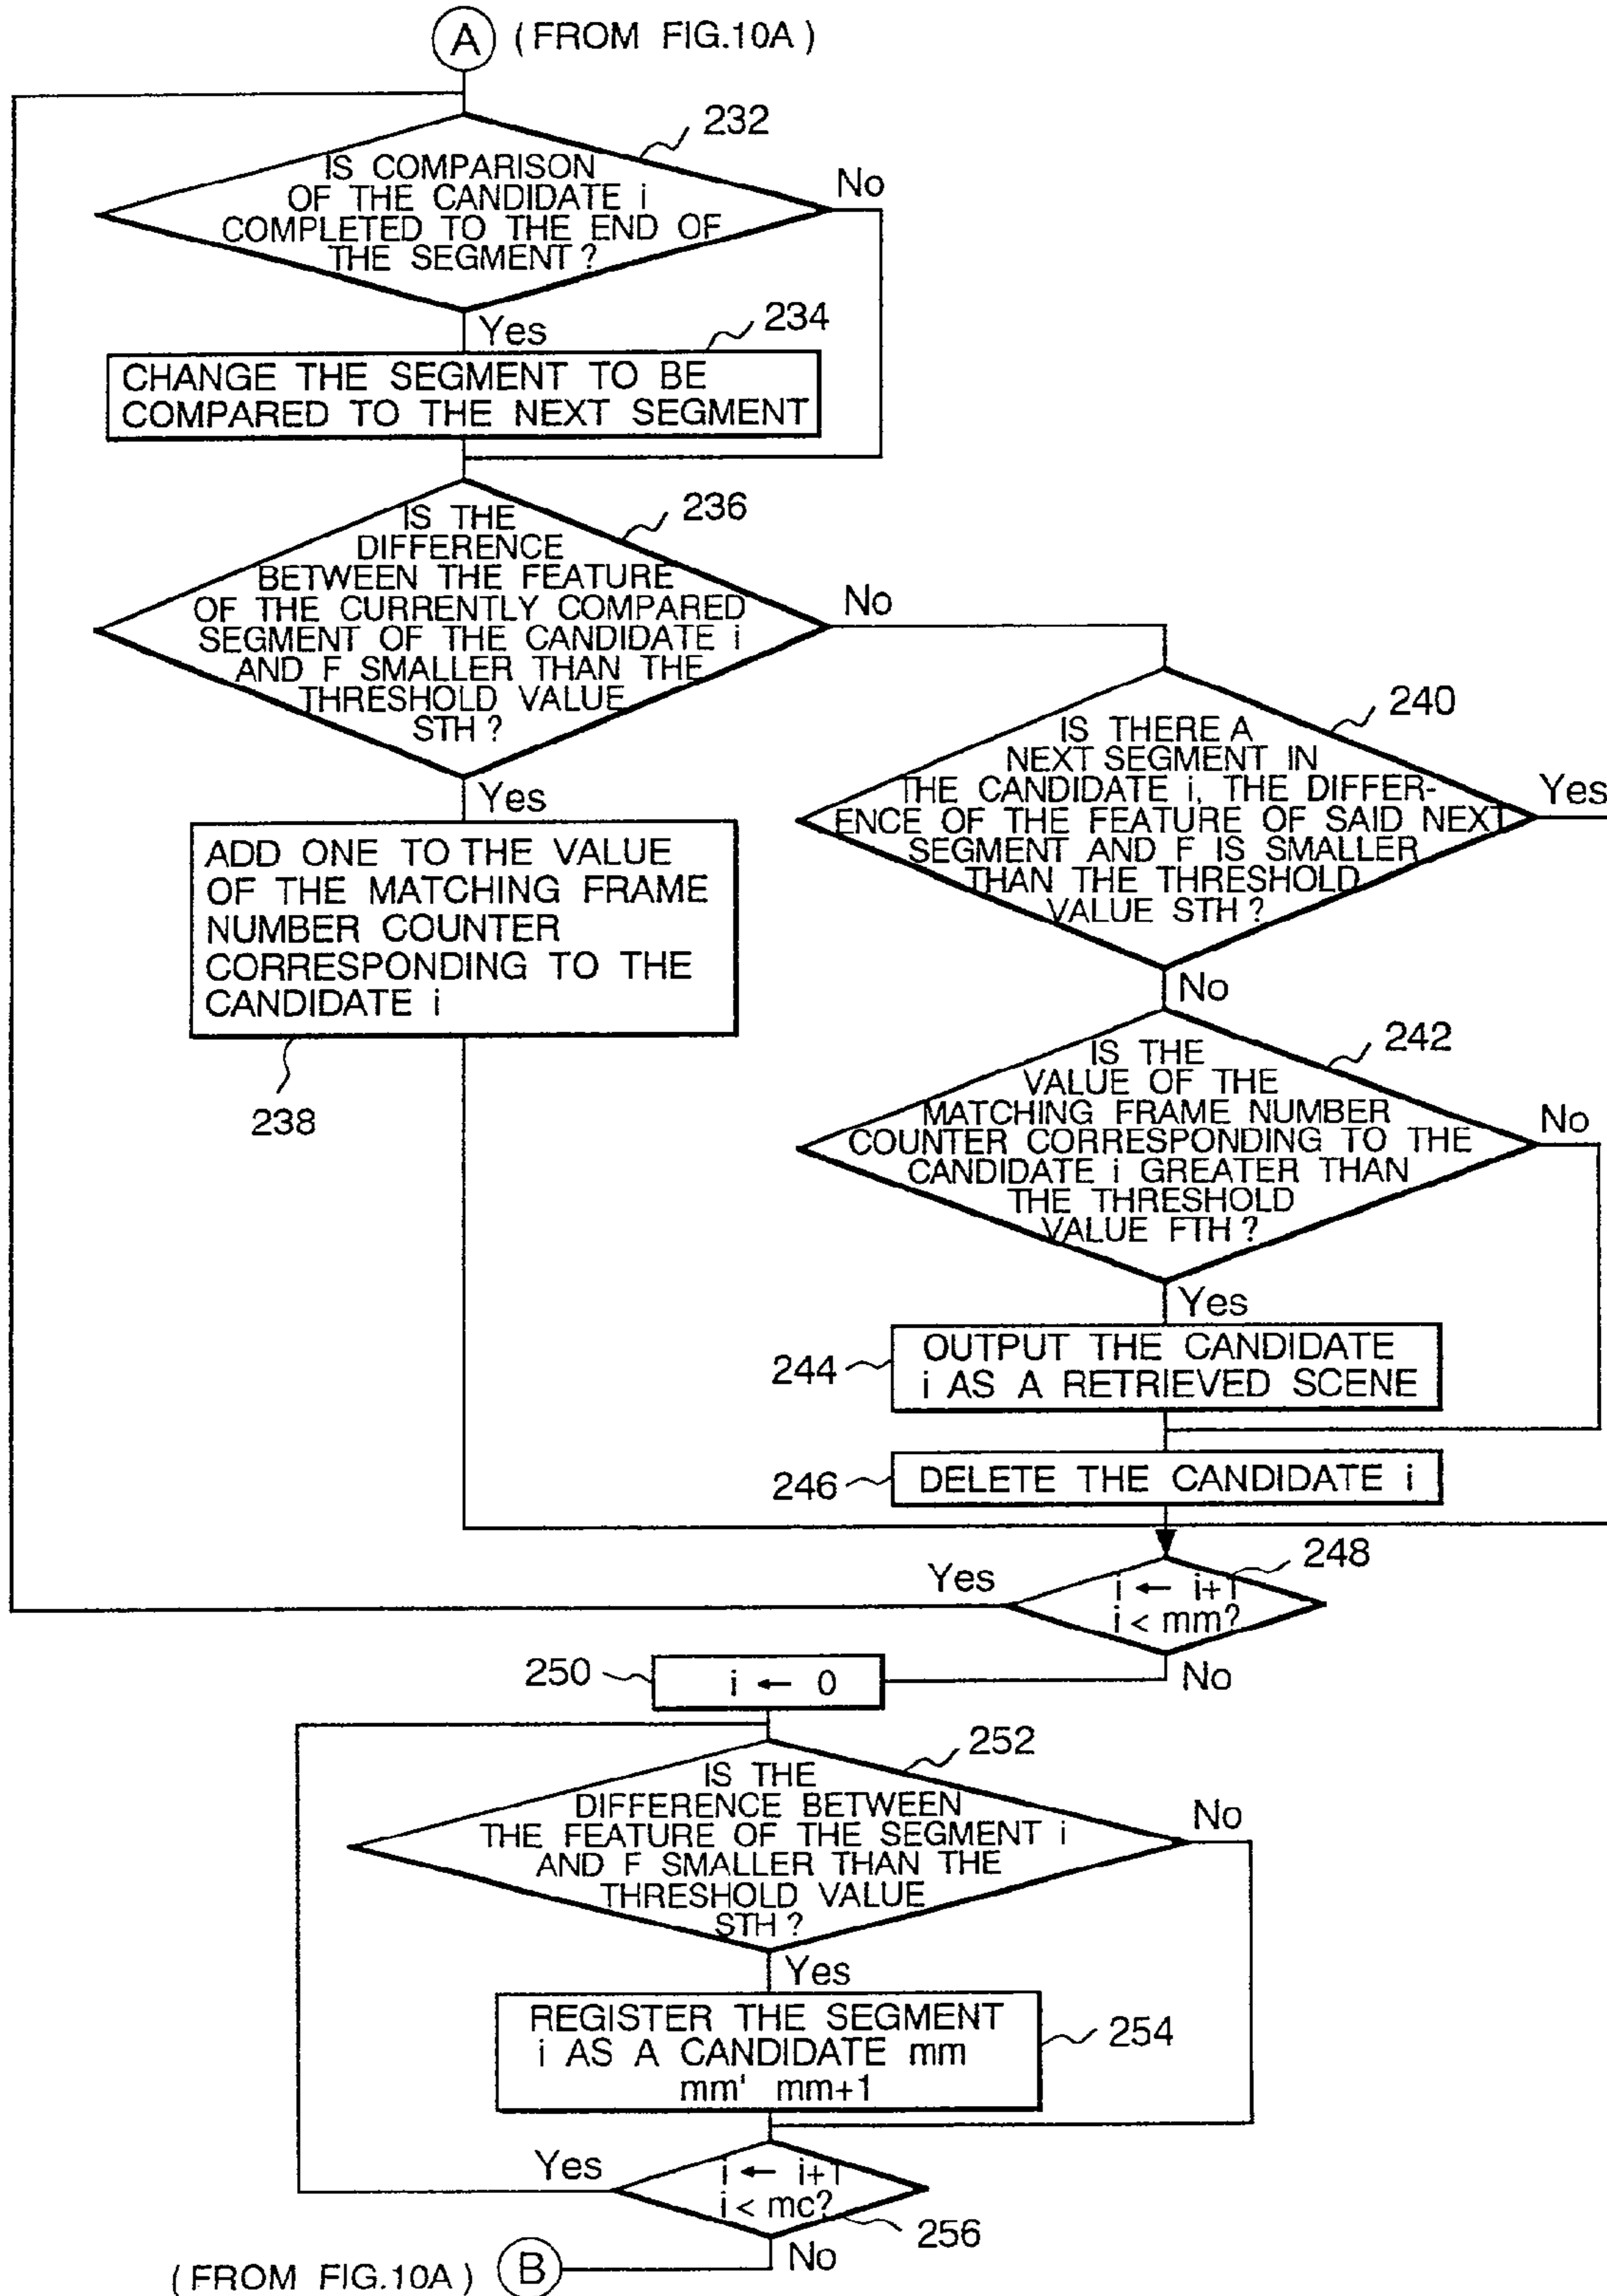 A (FROM FIG.10A)
232
IS COMPARISON
OF THE CANDIDATE i
COMPLETED TO THE END OF
THE SEGMENT?
No
Yes
234
CHANGE THE SEGMENT TO BE
COMPARED TO THE NEXT SEGMENT
236
IS THE
DIFFERENCE
BETWEEN THE FEATURE
OF THE CURRENTLY COMPARED
SEGMENT OF THE CANDIDATE i
AND F SMALLER THAN THE
THRESHOLD VALUE
STH?
No
Yes
ADD ONE TO THE VALUE
OF THE MATCHING FRAME
NUMBER COUNTER
CORRESPONDING TO THE
CANDIDATE i
238
240
IS THERE A
NEXT SEGMENT IN
THE CANDIDATE i, THE DIFFER-
ENCE OF THE FEATURE OF SAID NEXT
SEGMENT AND F IS SMALLER
THAN THE THRESHOLD
VALUE STH?
Yes
No
242
IS THE
VALUE OF THE
MATCHING FRAME NUMBER
COUNTER CORRESPONDING TO THE
CANDIDATE i GREATER THAN
THE THRESHOLD
VALUE FTH?
No
Yes
244
OUTPUT THE CANDIDATE
i AS A RETRIEVED SCENE
246
DELETE THE CANDIDATE i
248
i ← i+1
i < mm?
Yes
No
250
i ← 0
252
IS THE
DIFFERENCE BETWEEN
THE FEATURE OF THE SEGMENT i
AND F SMALLER THAN THE
THRESHOLD VALUE
STH?
No
Yes
REGISTER THE SEGMENT
i AS A CANDIDATE mm
mm' mm+1
254
i ← i+1
i < mc?
Yes
256
No
(FROM FIG.10A) B